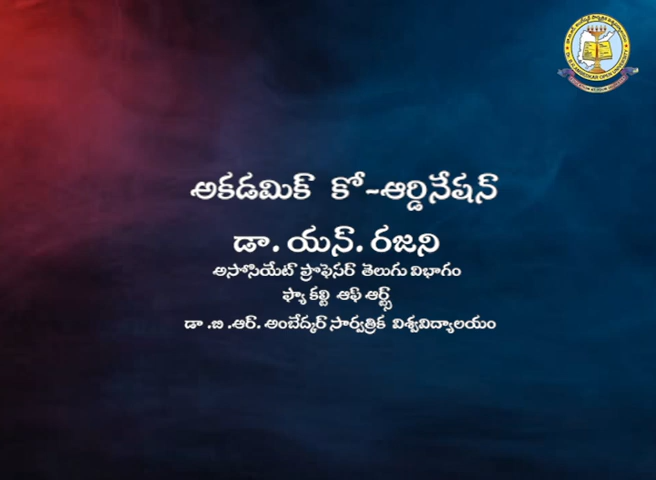 అకడమిక్ కో-ఆర్డినేషన్
డా. యన్. రజని
అసోసియేట్ ప్రొఫెసర్ తెలుగు విభాగం
ఫ్యా కల్టి ఆఫ్ ఆర్ట్స్
డా .బి .ఆర్. అంబేద్కర్ సార్వత్రిక విశ్వవిద్యాలయం